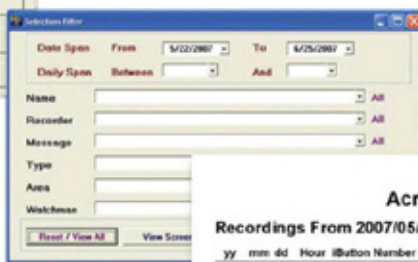 Selection Filter
Date Span From 5/22/2007 To 6/25/2007
Daily Span Between And
Name All
Recorder All
Message All
Type
Area
Watchman
Reset / View All View Screen
Acr
Recordings From 2007/05/
yy mm dd Hour iButton Number